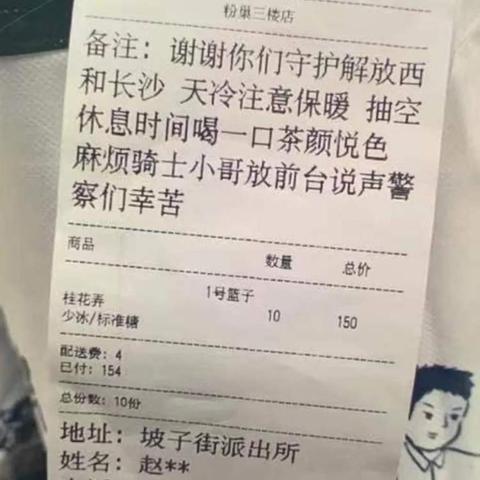 粉巢三楼店
备注: 谢谢你们守护解放西
和长沙 天冷注意保暖 抽空
休息时间喝一口茶颜悦色
麻烦骑士小哥放前台说声警
察们幸苦
商品 数量 总价
1号篮子
桂花弄
少冰/标准糖 10 150
配送费: 4
已付: 154
总份数: 10份
地址: 坡子街派出所
姓名: 赵**